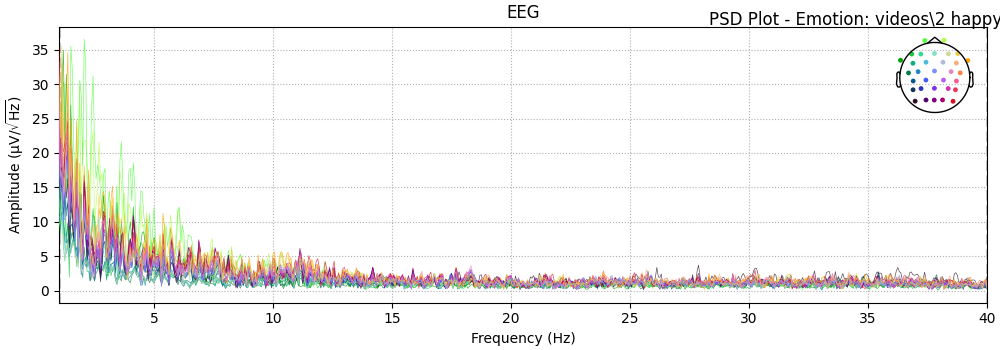 EEG
PSD Plot - Emotion: videos\2 happy
Amplitude (µV/√Hz)
35
30
25
20
15
10
5
0
5 10 15 20 25 30 35 40
Frequency (Hz)